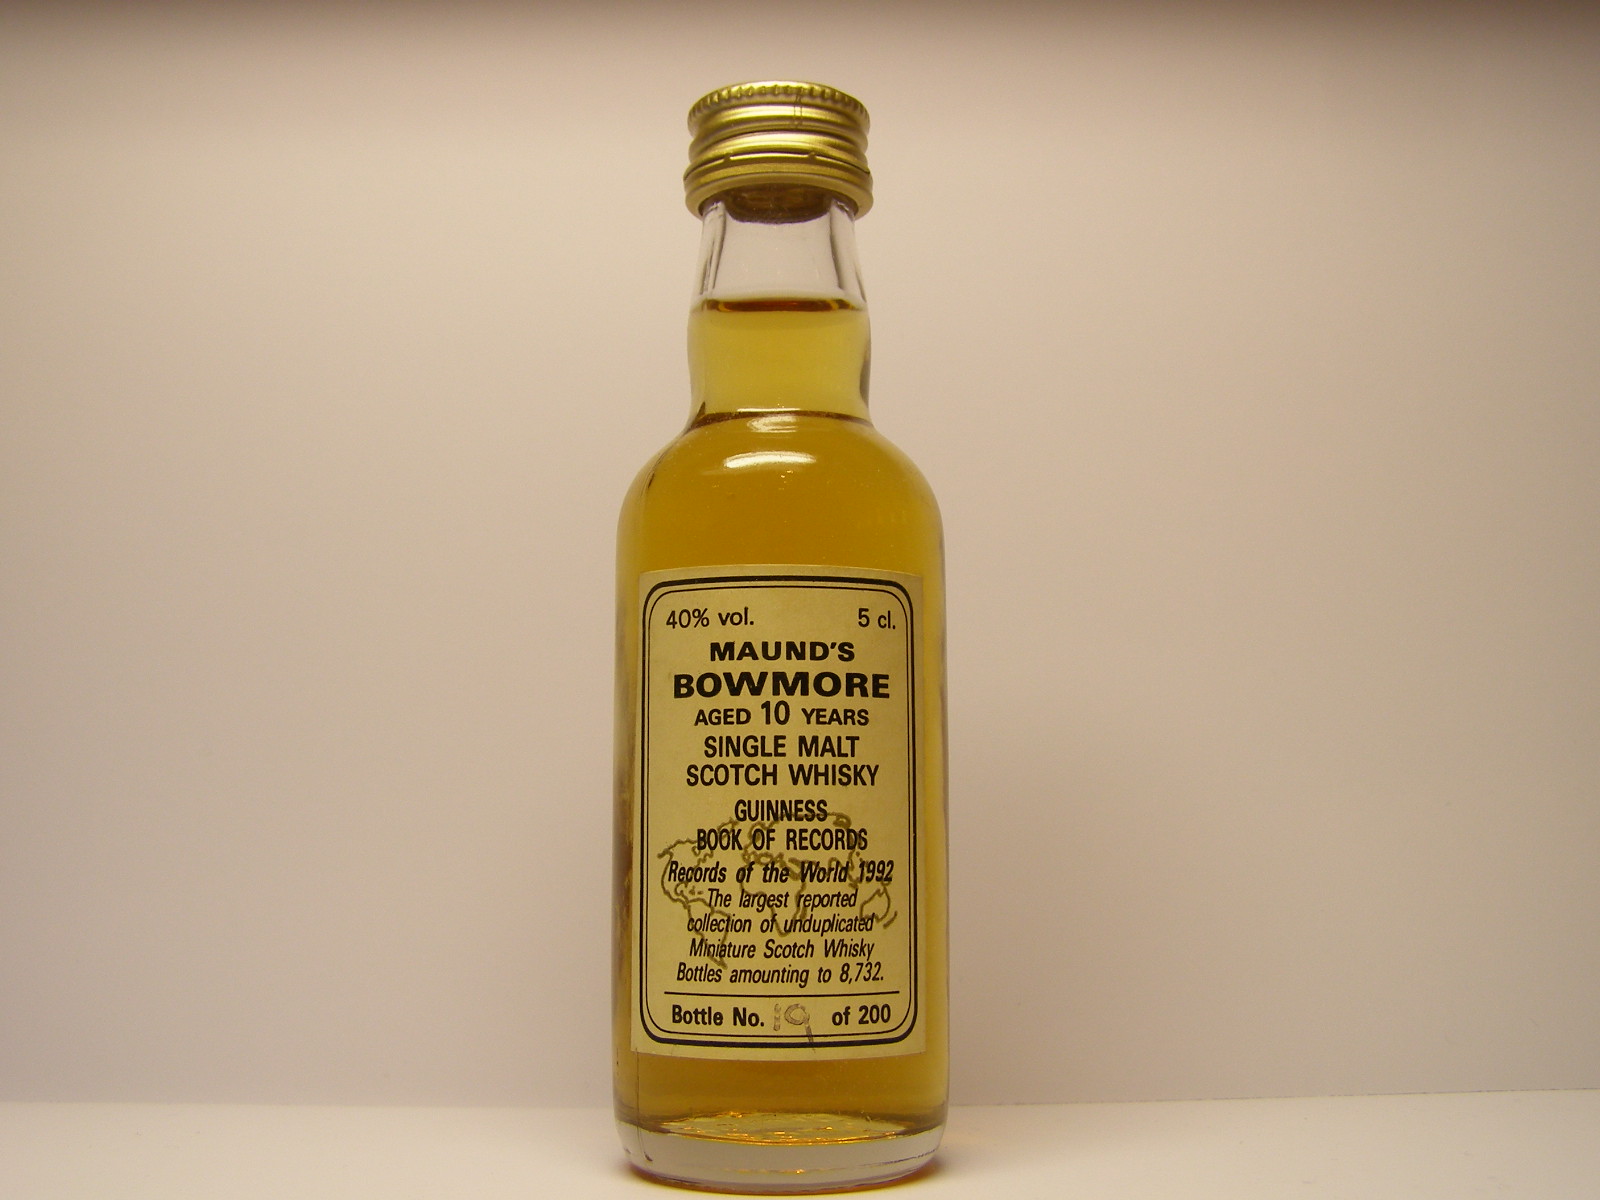 40% vol. 5 cl.
MAUND'S
BOWMORE
AGED 10 YEARS
SINGLE MALT
SCOTCH WHISKY
GUINNESS
BOOK OF RECORDS
Records of the World 1992
The largest reported
collection of unduplicated
Miniature Scotch Whisky
Bottles amounting to 8,732.
Bottle No. 19 of 200